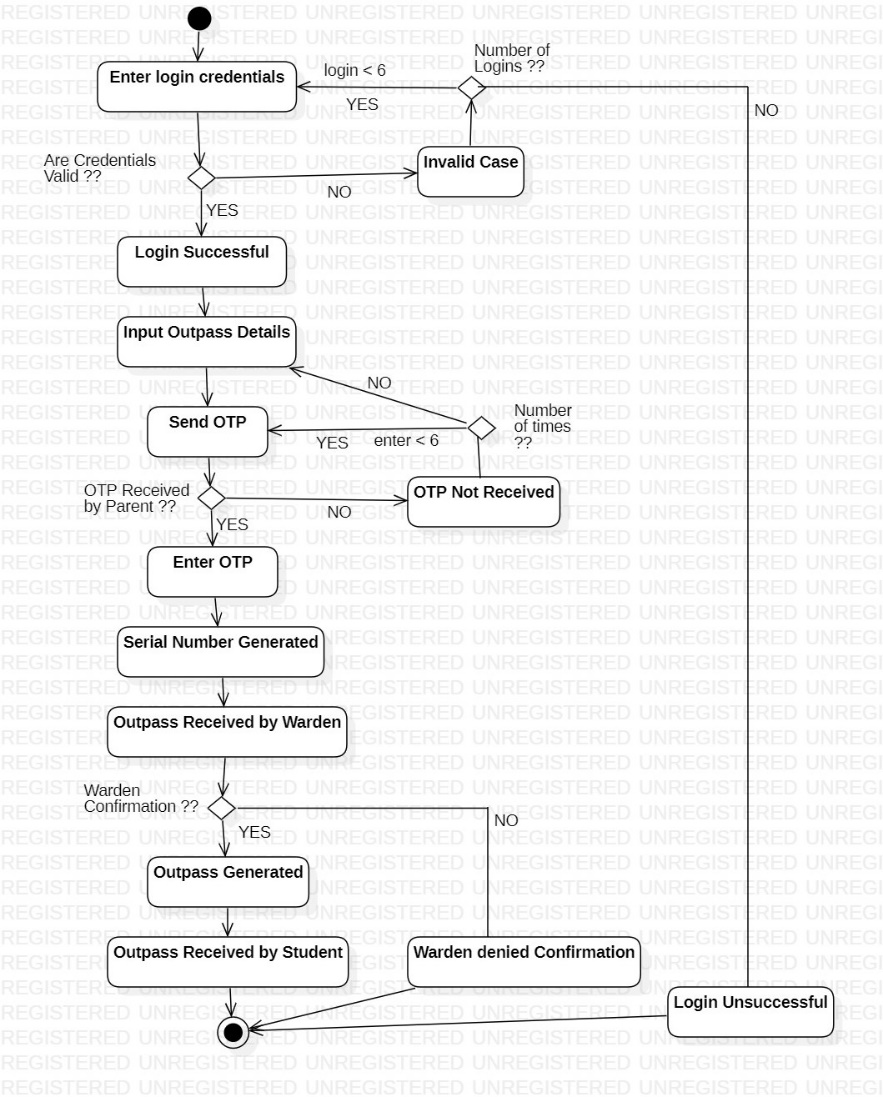 Number of
Logins ??
login < 6
Enter login credentials
YES
NO
Are Credentials
Valid ??
Invalid Case
NO
YES
Login Successful
Input Outpass Details
NO
Number
of times
??
Send OTP
YES
enter < 6
OTP Received
by Parent ??
OTP Not Received
NO
YES
Enter OTP
Serial Number Generated
Outpass Received by Warden
Warden
Confirmation ??
NO
YES
Outpass Generated
Outpass Received by Student
Warden denied Confirmation
Login Unsuccessful
UNREGISTERED